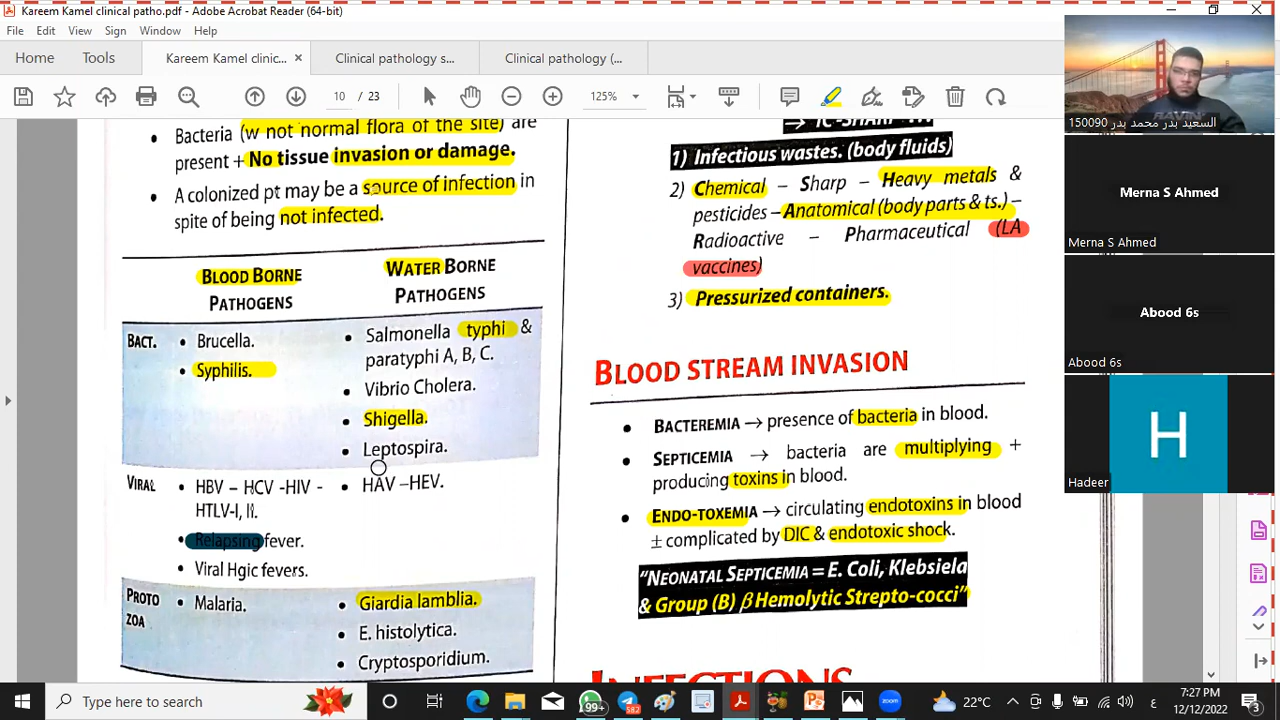 Kareem Kamel clinical patho.pdf - Adobe Acrobat Reader (64-bit)
File Edit View Sign Window Help
Home Tools Kareem Kamel clinic... × Clinical pathology s... Clinical pathology (...
10 / 23 125%
Bacteria (w not normal flora of the site) are
present + No tissue invasion or damage.
A colonized pt may be a source of infection in
spite of being not infected.
BLOOD BORNE PATHOGENS
WATER BORNE PATHOGENS
BACT.
• Brucella.
• Syphilis.
• Salmonella typhi &
paratyphi A, B, C.
• Vibrio Cholera.
• Shigella.
• Leptospira.
VIRAL
• HBV – HCV -HIV -
HTLV-I, II.
• Relapsing fever.
• Viral Hgic fevers.
• HAV –HEV.
PROTO
ZOA
• Malaria.
• Giardia lamblia.
• E. histolytica.
• Cryptosporidium.
1) Infectious wastes. (body fluids)
2) Chemical – Sharp – Heavy metals &
pesticides – Anatomical (body parts & ts.) –
Radioactive – Pharmaceutical (LA
vaccines)
3) Pressurized containers.
BLOOD STREAM INVASION
• BACTEREMIA → presence of bacteria in blood.
• SEPTICEMIA → bacteria are multiplying +
producing toxins in blood.
• ENDO-TOXEMIA → circulating endotoxins in blood
± complicated by DIC & endotoxic shock.
"NEONATAL SEPTICEMIA = E. Coli, Klebsiela
& Group (B) β Hemolytic Strepto-cocci"
INFECTIONS
السعيد بدر محمد بدر 150090
Merna S Ahmed
Merna S Ahmed
Abood 6s
Abood 6s
H
Hadeer
Type here to search
99+
582
22°C
ع
7:27 PM
12/12/2022
3